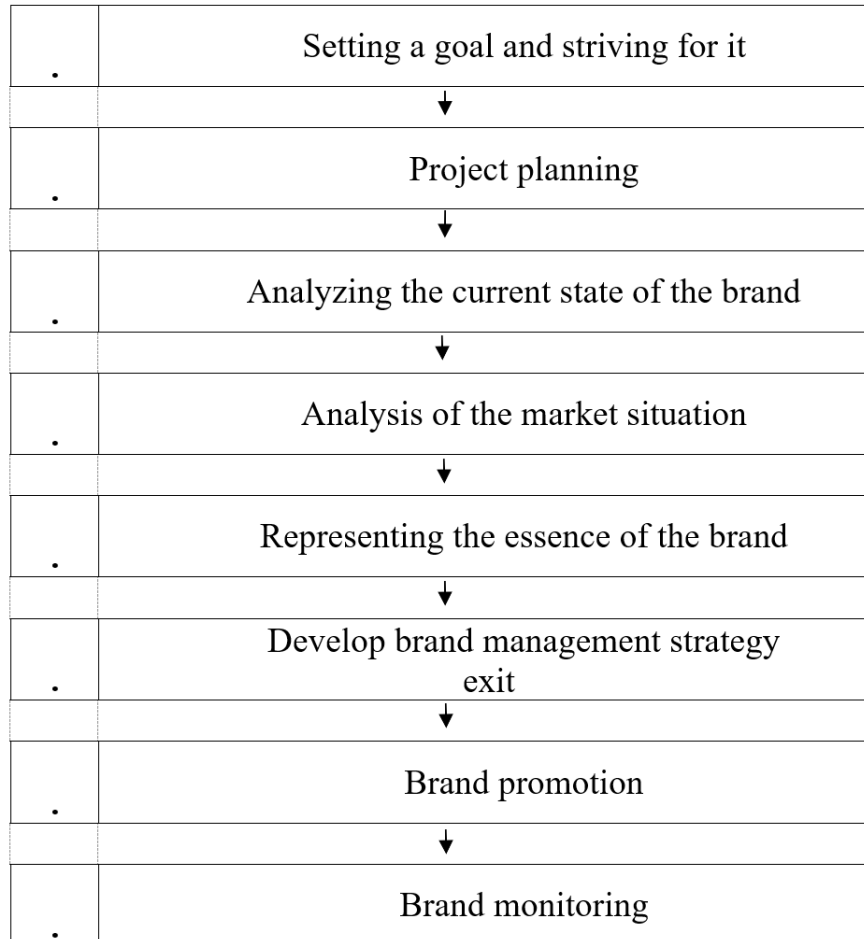 . Setting a goal and striving for it
. Project planning
. Analyzing the current state of the brand
. Analysis of the market situation
. Representing the essence of the brand
. Develop brand management strategy
exit
. Brand promotion
. Brand monitoring